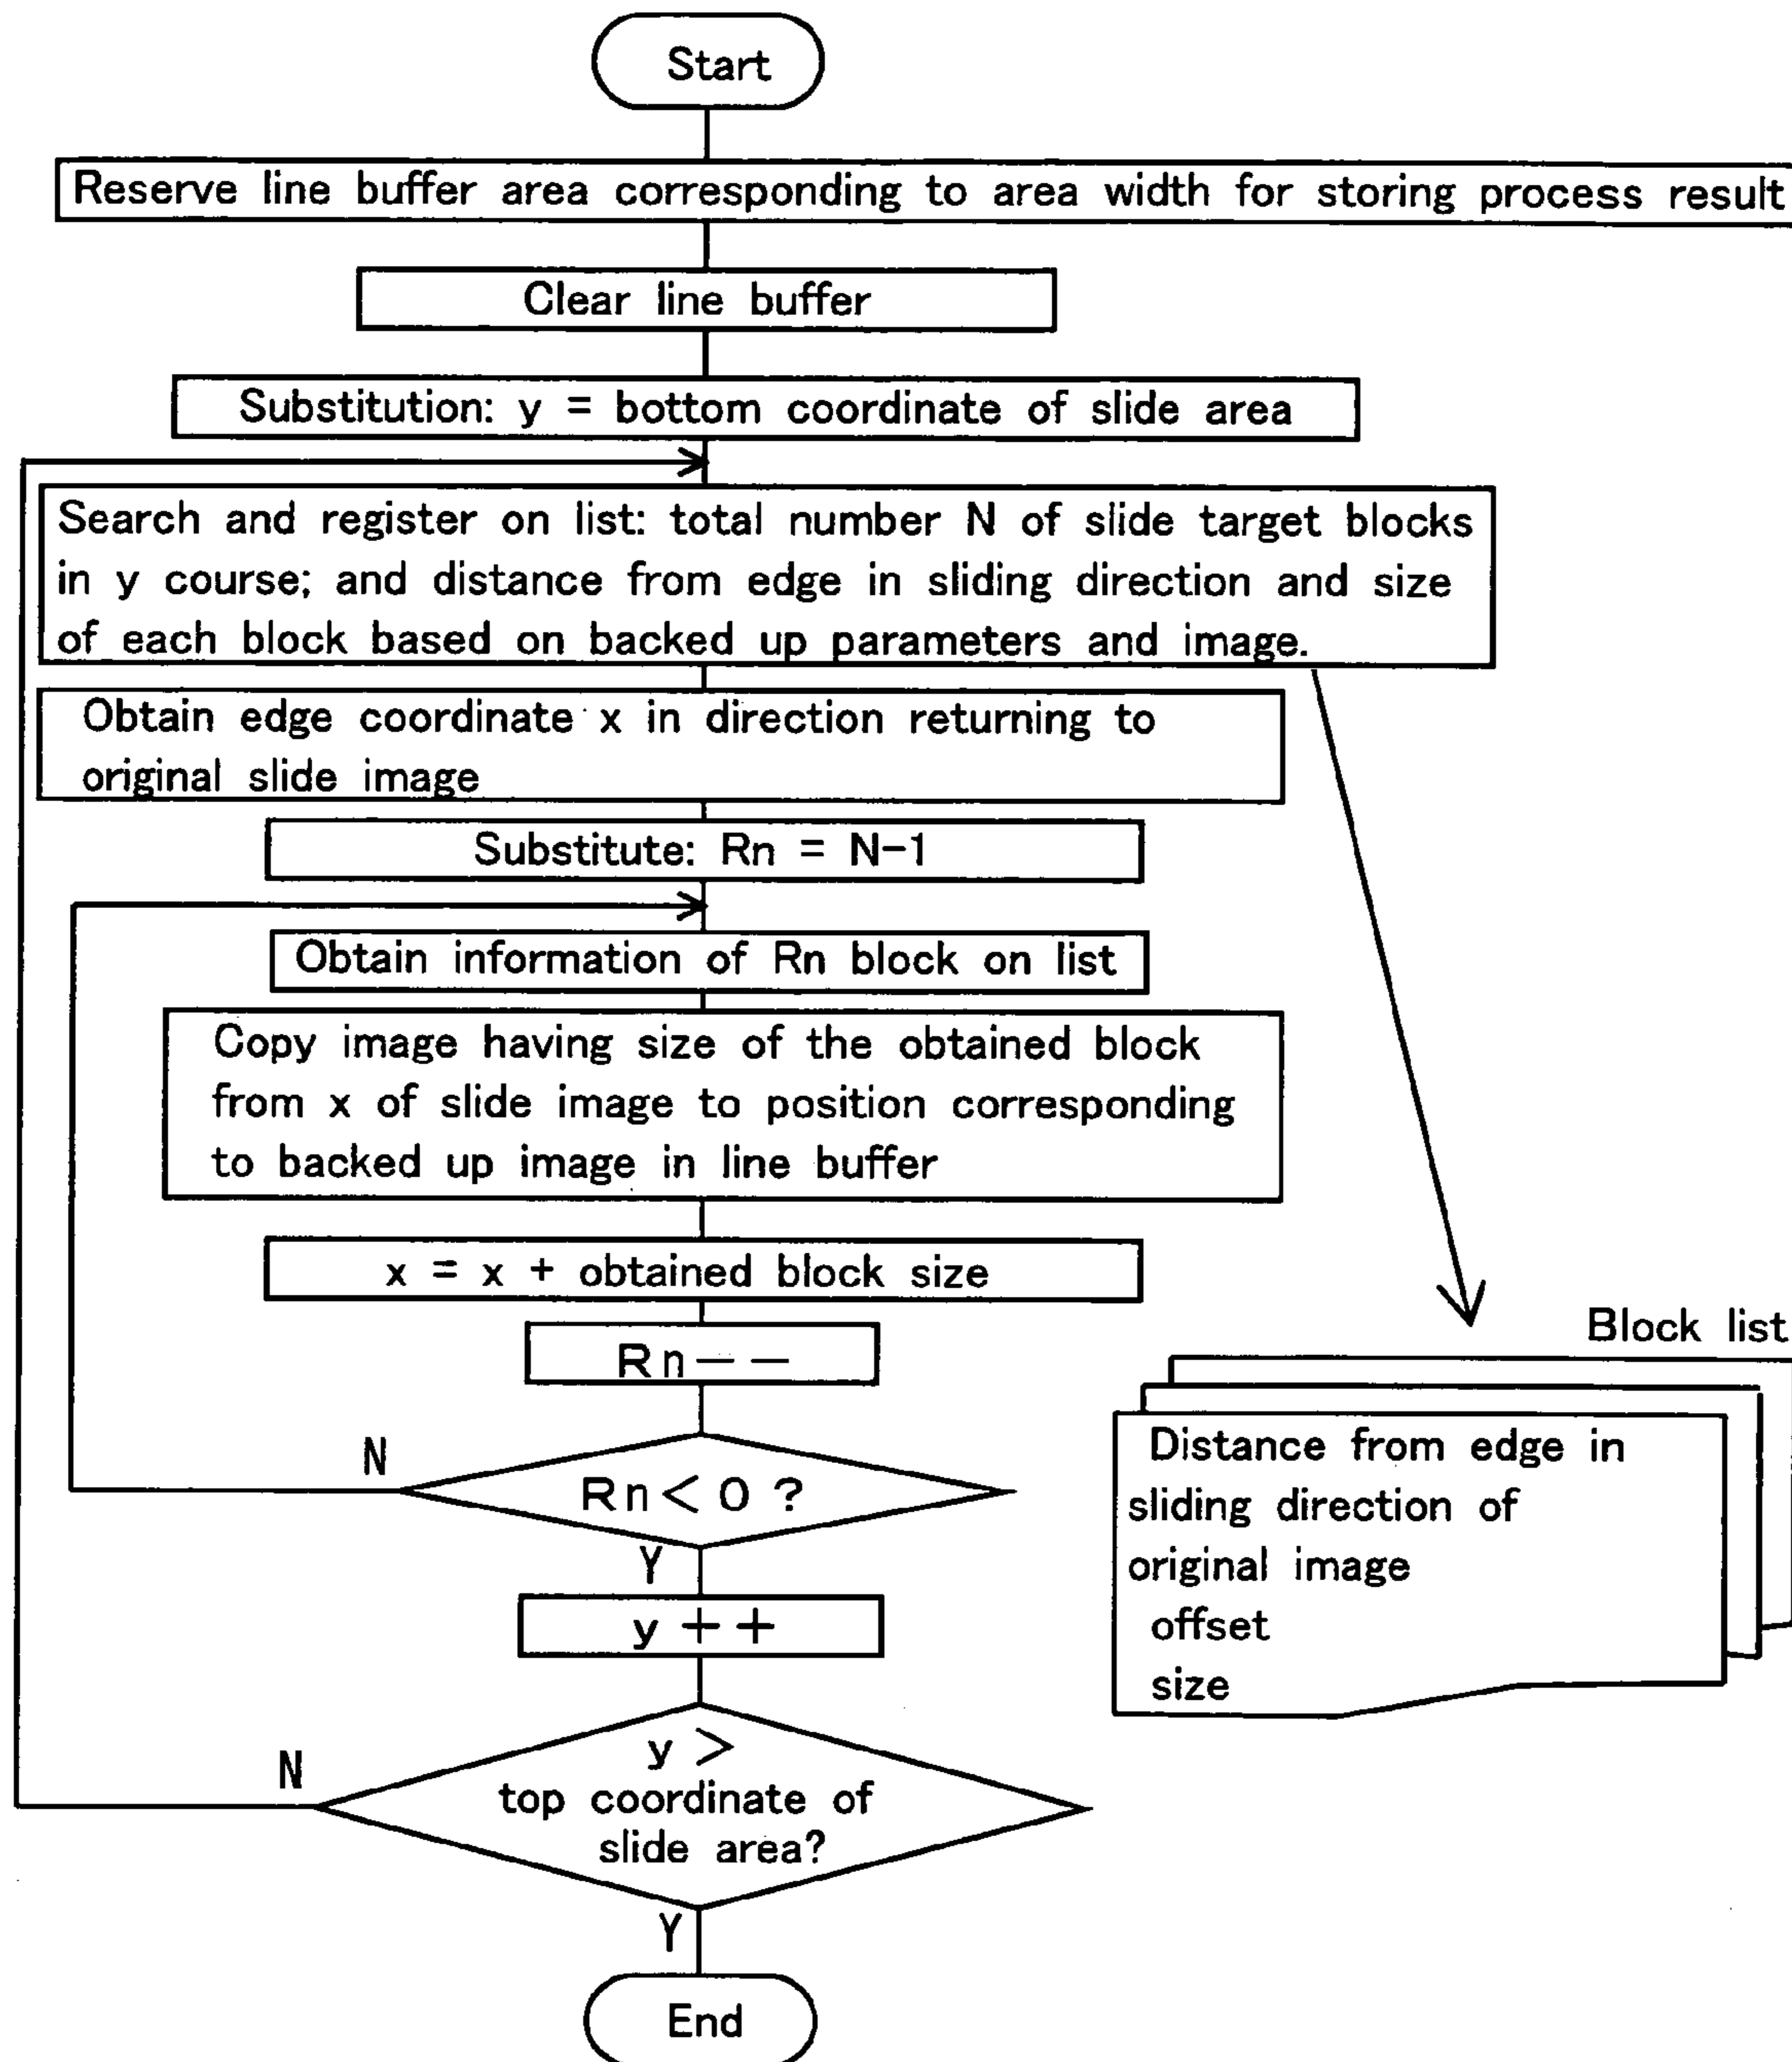 Start
Reserve line buffer area corresponding to area width for storing process result
Clear line buffer
Substitution: y = bottom coordinate of slide area
Search and register on list: total number N of slide target blocks
in y course; and distance from edge in sliding direction and size
of each block based on backed up parameters and image.
Obtain edge coordinate x in direction returning to
original slide image
Substitute: Rn = N-1
Obtain information of Rn block on list
Copy image having size of the obtained block
from x of slide image to position corresponding
to backed up image in line buffer
x = x + obtained block size
Rn--
N
Rn<0 ?
Y
y++
N
y >
top coordinate of
slide area?
Y
End
Block list
Distance from edge in
sliding direction of
original image
offset
size